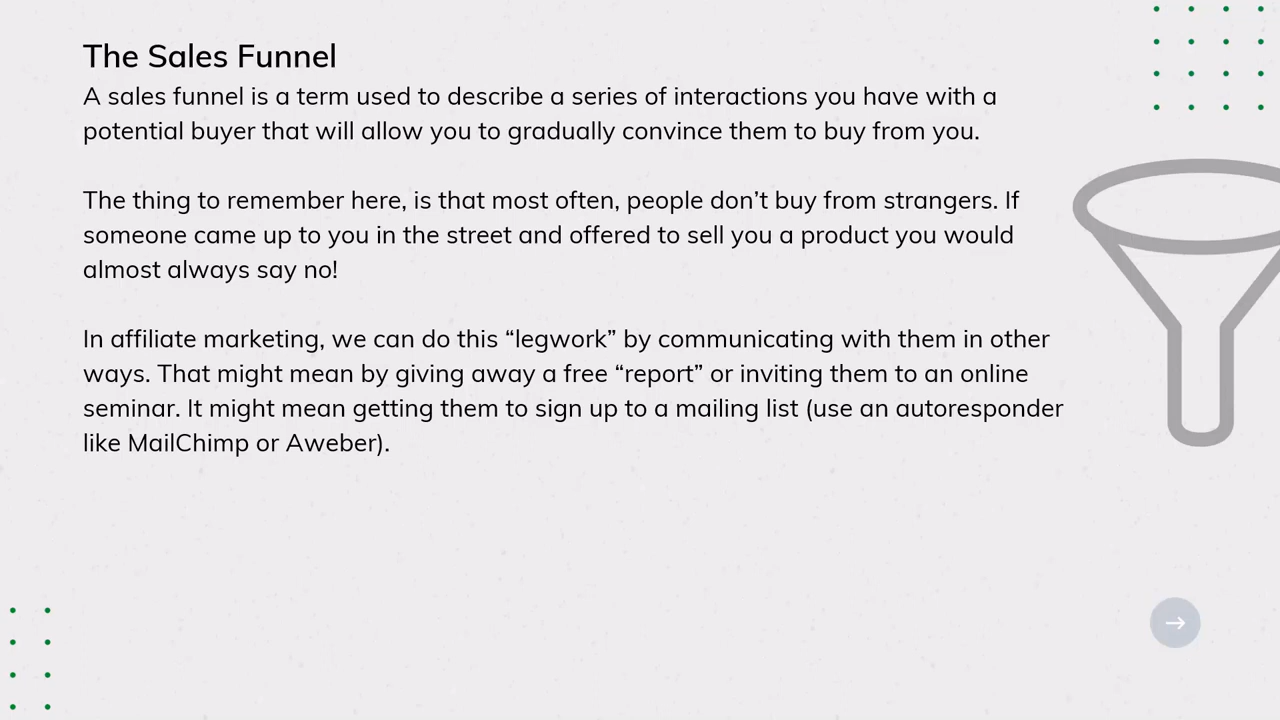 The Sales Funnel
A sales funnel is a term used to describe a series of interactions you have with a
potential buyer that will allow you to gradually convince them to buy from you.
The thing to remember here, is that most often, people don’t buy from strangers. If
someone came up to you in the street and offered to sell you a product you would
almost always say no!
In affiliate marketing, we can do this “legwork” by communicating with them in other
ways. That might mean by giving away a free “report” or inviting them to an online
seminar. It might mean getting them to sign up to a mailing list (use an autoresponder
like MailChimp or Aweber).